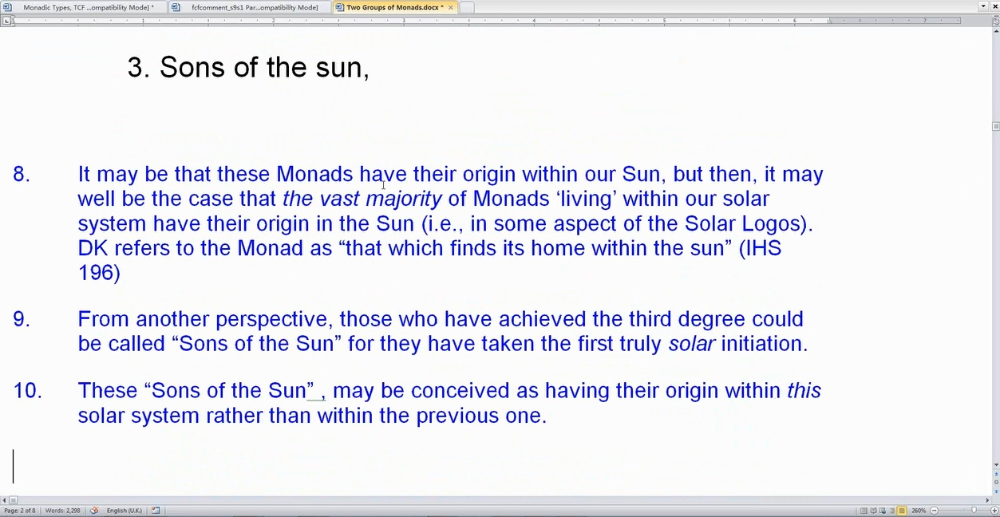 Monadic Types, TCF ...ompatibility Mode] *
fcfcomment_s9s1 Par...ompatibility Mode]
Two Groups of Monads.docx *
1 2 3 4 5 6 7
3. Sons of the sun,
8. It may be that these Monads have their origin within our Sun, but then, it may
well be the case that the vast majority of Monads ‘living’ within our solar
system have their origin in the Sun (i.e., in some aspect of the Solar Logos).
DK refers to the Monad as “that which finds its home within the sun” (IHS
196)
9. From another perspective, those who have achieved the third degree could
be called “Sons of the Sun” for they have taken the first truly solar initiation.
10. These “Sons of the Sun” , may be conceived as having their origin within this
solar system rather than within the previous one.
Page: 2 of 8 Words: 2,298 English (U.K.) 260%